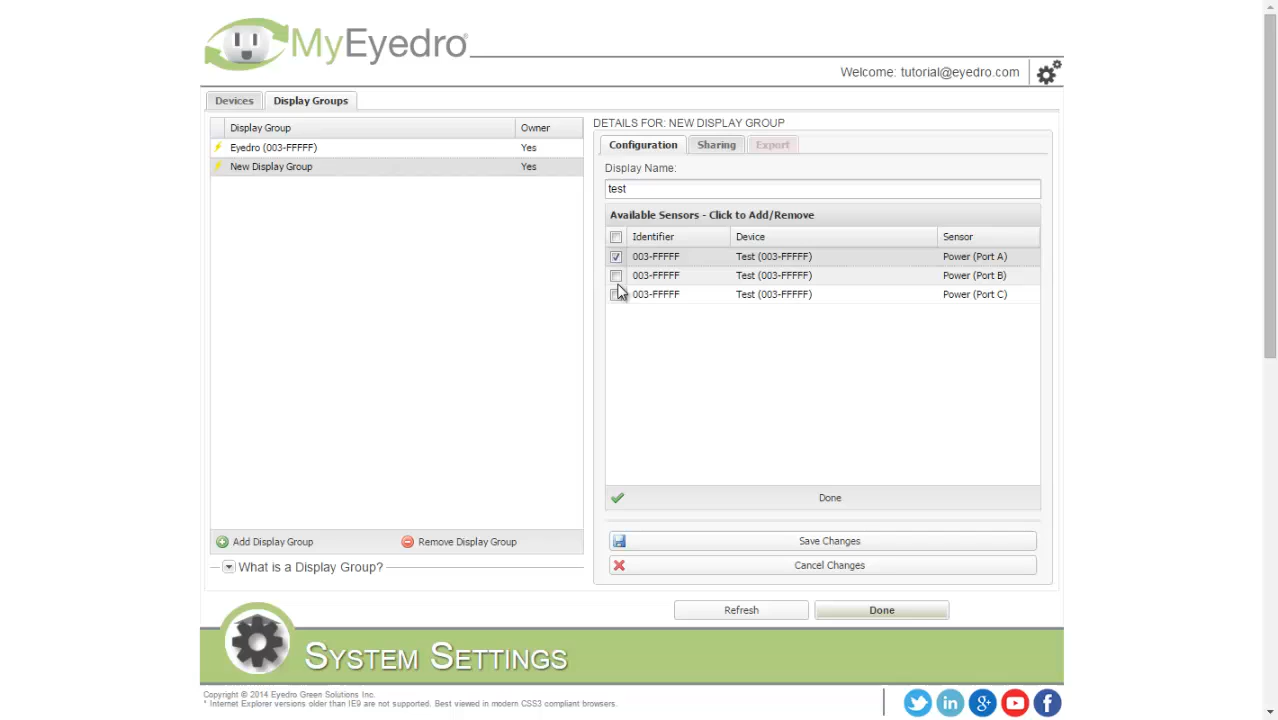 MyEyedro®
Welcome: tutorial@eyedro.com
Devices
Display Groups
Display Group
Owner
Eyedro (003-FFFFF)
Yes
New Display Group
Yes
Add Display Group
Remove Display Group
What is a Display Group?
DETAILS FOR: NEW DISPLAY GROUP
Configuration
Sharing
Export
Display Name:
test
Available Sensors - Click to Add/Remove
Identifier
Device
Sensor
003-FFFFF
Test (003-FFFFF)
Power (Port A)
003-FFFFF
Test (003-FFFFF)
Power (Port B)
003-FFFFF
Test (003-FFFFF)
Power (Port C)
Done
Save Changes
Cancel Changes
Refresh
Done
SYSTEM SETTINGS
Copyright © 2014 Eyedro Green Solutions Inc.
* Internet Explorer versions older than IE9 are not supported. Best viewed in modern CSS3 compliant browsers.